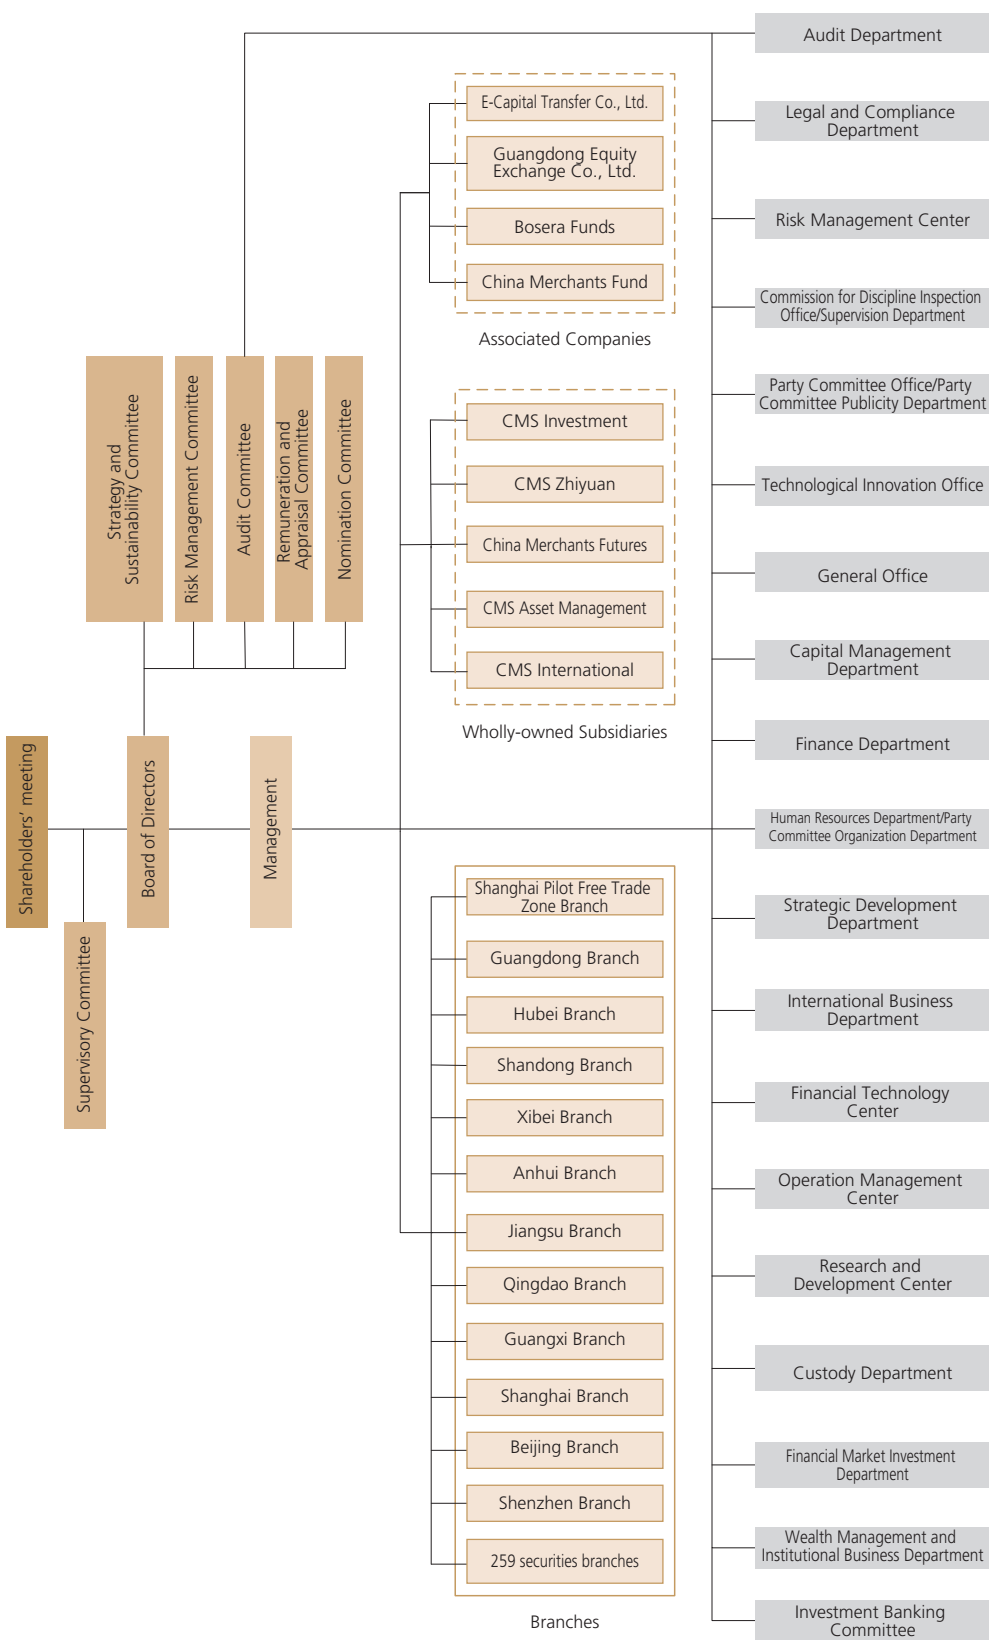 Shareholders' meeting
Supervisory Committee
Board of Directors
Management
Strategy and
Sustainability Committee
Risk Management Committee
Audit Committee
Remuneration and
Appraisal Committee
Nomination Committee
E-Capital Transfer Co., Ltd.
Guangdong Equity
Exchange Co., Ltd.
Bosera Funds
China Merchants Fund
Associated Companies
CMS Investment
CMS Zhiyuan
China Merchants Futures
CMS Asset Management
CMS International
Wholly-owned Subsidiaries
Shanghai Pilot Free Trade
Zone Branch
Guangdong Branch
Hubei Branch
Shandong Branch
Xibei Branch
Anhui Branch
Jiangsu Branch
Qingdao Branch
Guangxi Branch
Shanghai Branch
Beijing Branch
Shenzhen Branch
259 securities branches
Branches
Audit Department
Legal and Compliance
Department
Risk Management Center
Commission for Discipline Inspection
Office/Supervision Department
Party Committee Office/Party
Committee Publicity Department
Technological Innovation Office
General Office
Capital Management
Department
Finance Department
Human Resources Department/Party
Committee Organization Department
Strategic Development
Department
International Business
Department
Financial Technology
Center
Operation Management
Center
Research and
Development Center
Custody Department
Financial Market Investment
Department
Wealth Management and
Institutional Business Department
Investment Banking
Committee